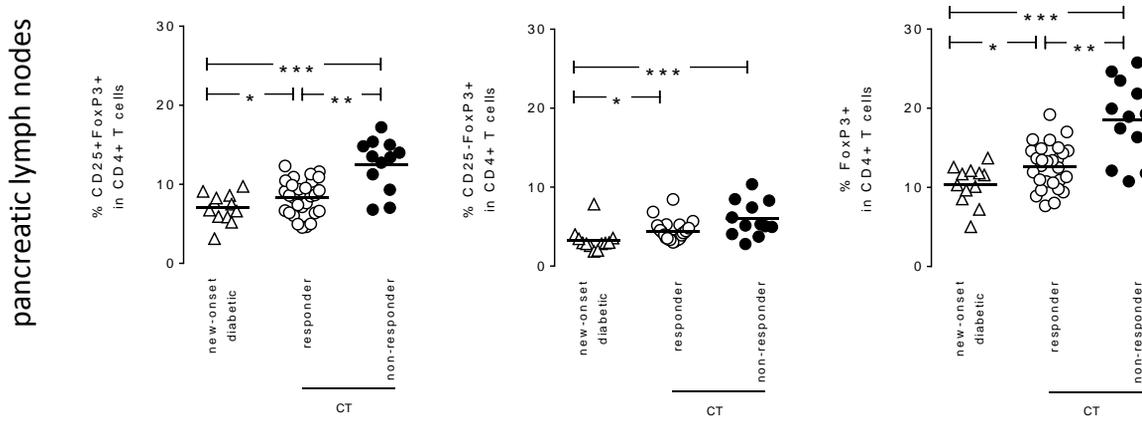 pancreatic lymph nodes
% CD25+FoxP3+
in CD4+ T cells
30
20
10
0
***
* **
new-onset
diabetic
responder
non-responder
CT
% CD25-FoxP3+
in CD4+ T cells
30
20
10
0
***
*
new-onset
diabetic
responder
non-responder
CT
% FoxP3+
in CD4+ T cells
30
20
10
0
***
* **
new-onset
diabetic
responder
non-responder
CT